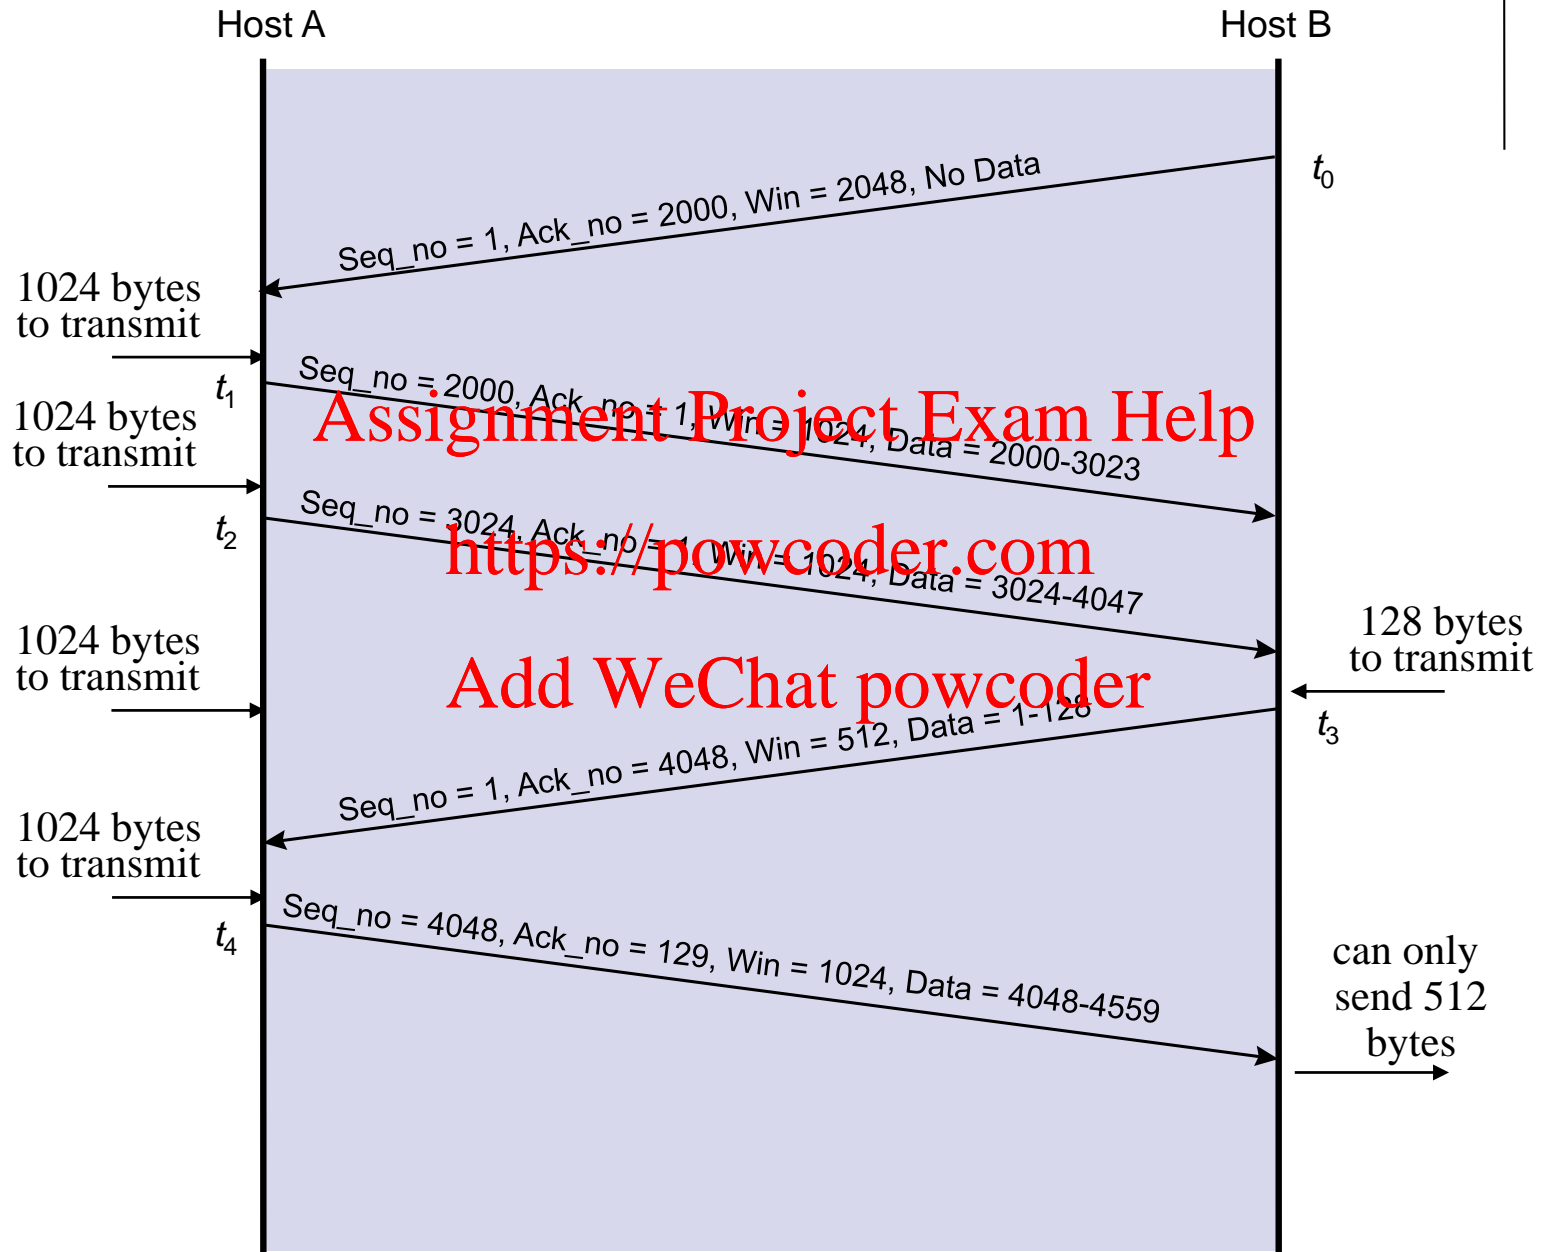 Host A
Host B
t0
Seq_no = 1, Ack_no = 2000, Win = 2048, No Data
1024 bytes
to transmit
t1
Seq_no = 2000, Ack_no = 1, Win = 1024, Data = 2000-3023
Assignment Project Exam Help
1024 bytes
to transmit
t2
Seq_no = 3024, Ack_no = 1, Win = 1024, Data = 3024-4047
https://powcoder.com
1024 bytes
to transmit
128 bytes
to transmit
Add WeChat powcoder
t3
Seq_no = 1, Ack_no = 4048, Win = 512, Data = 1-128
1024 bytes
to transmit
t4
Seq_no = 4048, Ack_no = 129, Win = 1024, Data = 4048-4559
can only
send 512
bytes